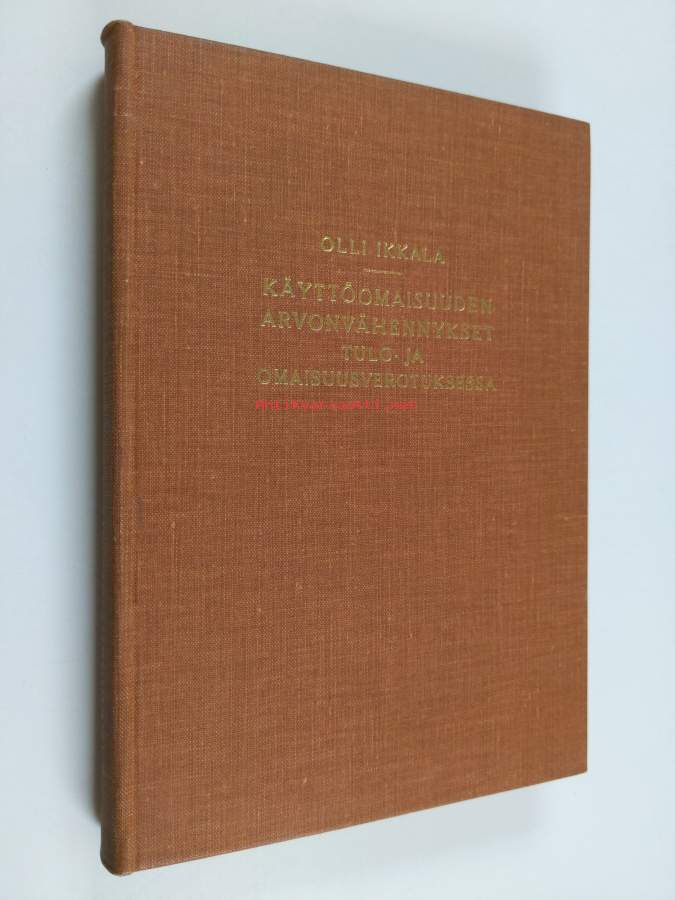 OLLI IKKALA
KÄYTTÖOMAISUUDEN
ARVONVÄHENNYKSET
TULO- JA
OMAISUUSVEROTUKSESSA